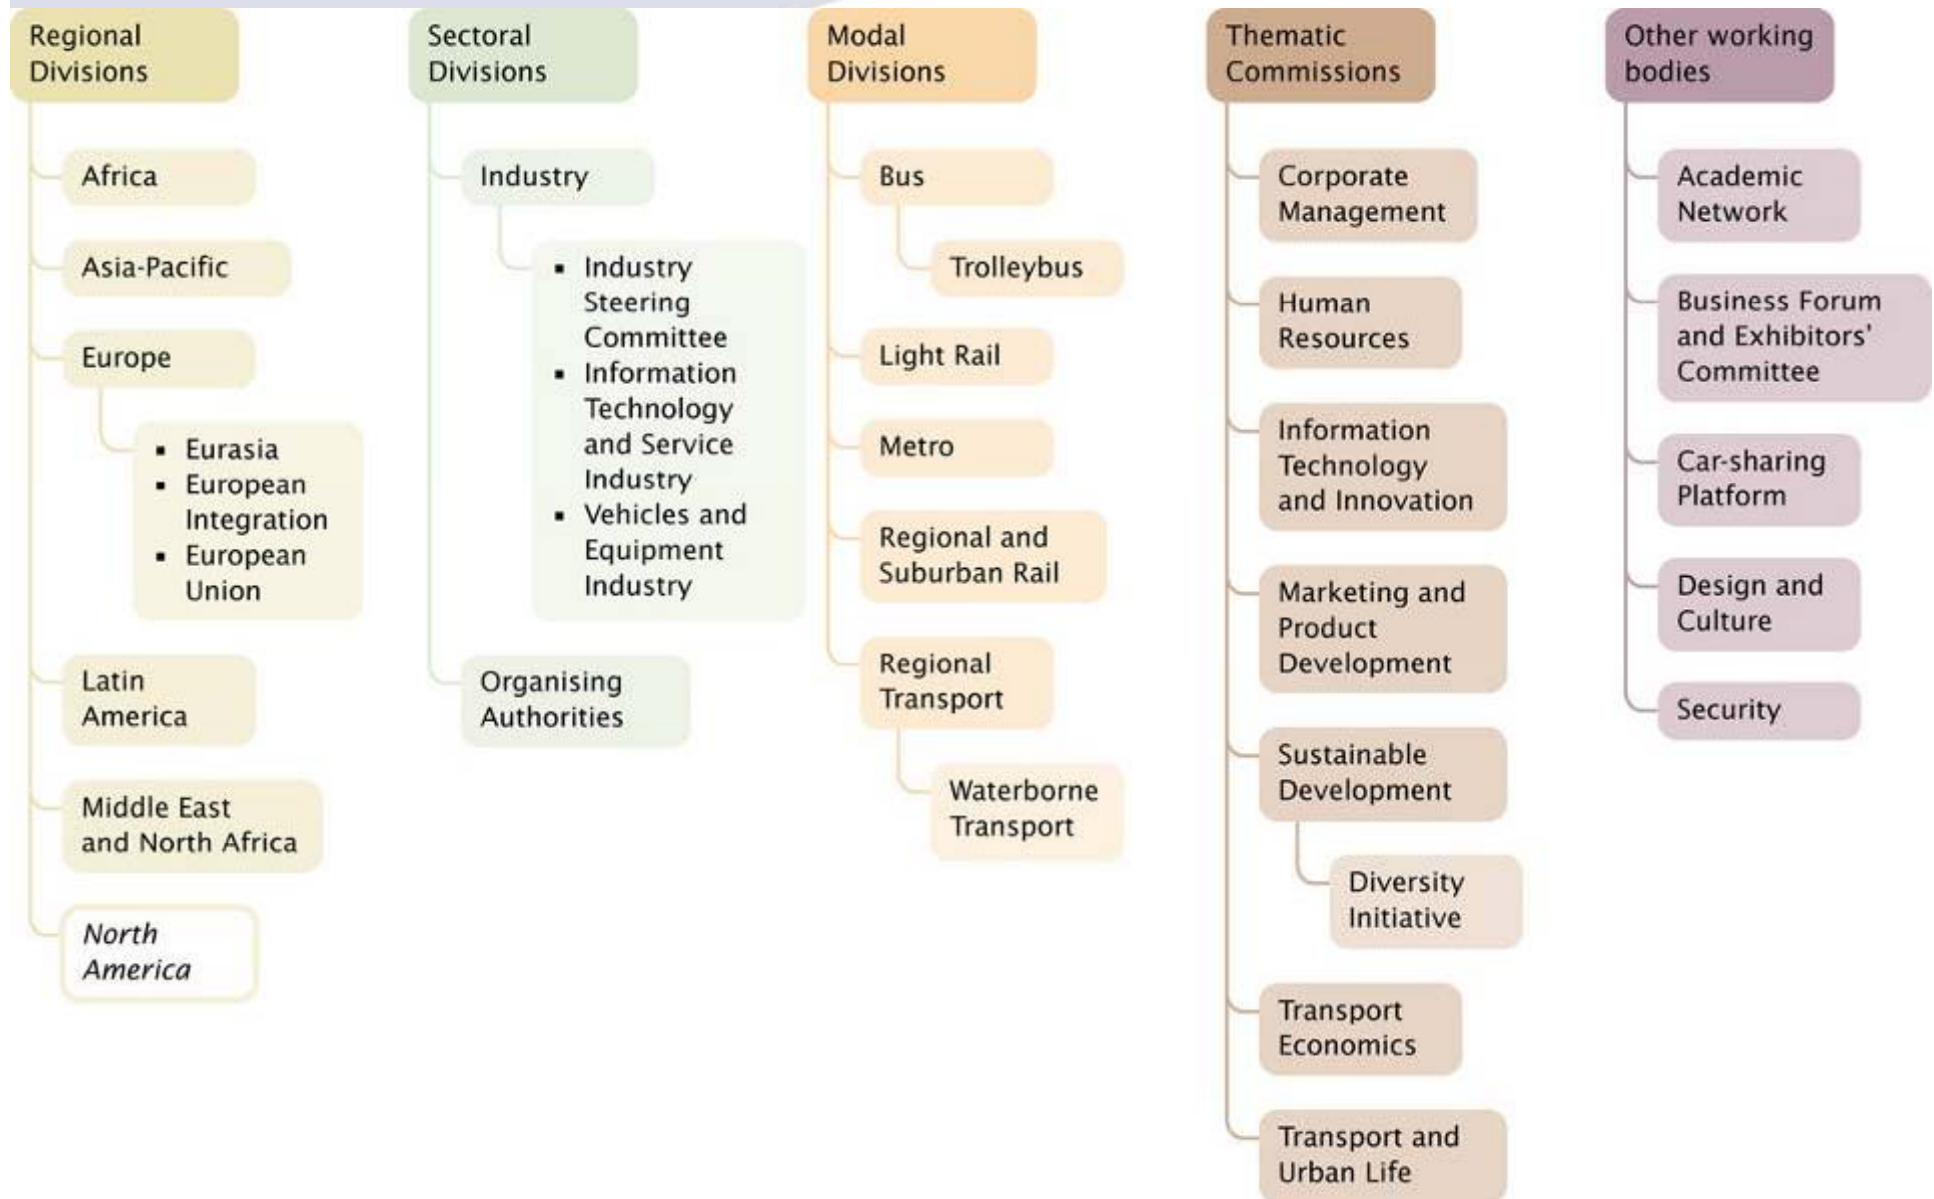 Regional
Divisions
Africa
Asia-Pacific
Europe
▪ Eurasia
▪ European
Integration
▪ European
Union
Latin
America
Middle East
and North Africa
North
America
Sectoral
Divisions
Industry
▪ Industry
Steering
Committee
▪ Information
Technology
and Service
Industry
▪ Vehicles and
Equipment
Industry
Organising
Authorities
Modal
Divisions
Bus
Trolleybus
Light Rail
Metro
Regional and
Suburban Rail
Regional
Transport
Waterborne
Transport
Thematic
Commissions
Corporate
Management
Human
Resources
Information
Technology
and Innovation
Marketing and
Product
Development
Sustainable
Development
Diversity
Initiative
Transport
Economics
Transport and
Urban Life
Other working
bodies
Academic
Network
Business Forum
and Exhibitors'
Committee
Car-sharing
Platform
Design and
Culture
Security